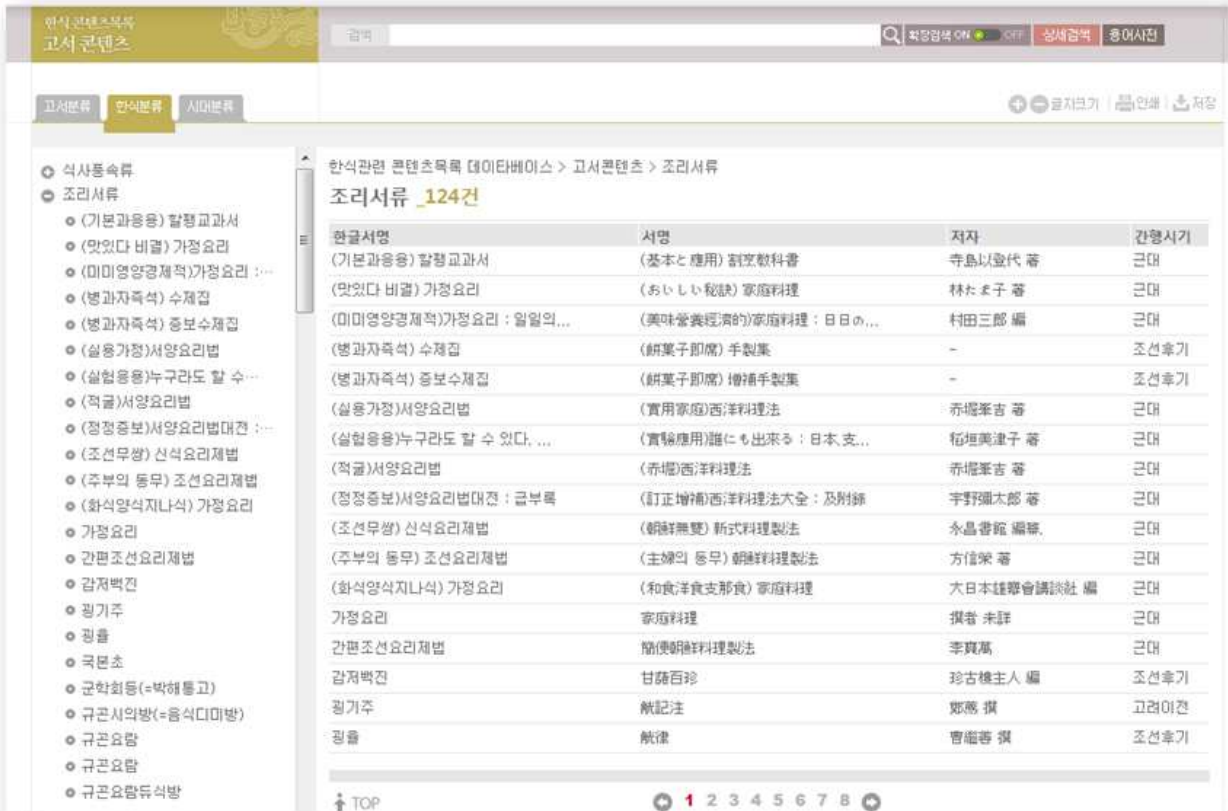 한식 콘텐츠목록
고서 콘텐츠
검색
확장검색 ON OFF 상세검색 용어사전
고서분류 한식분류 시대분류
글자크기 인쇄 저장
식사풍속류
조리서류
(기본과응용) 할팽교과서
(맛있다 비결) 가정요리
(미미영양경제적)가정요리 :…
(병과자즉석) 수제집
(병과자즉석) 증보수제집
(실용가정)서양요리법
(실험응용)누구라도 할 수…
(적굴)서양요리법
(정정증보)서양요리법대전 :…
(조선무쌍) 신식요리제법
(주부의 동무) 조선요리제법
(화식양식지나식) 가정요리
가정요리
간편조선요리제법
감저백진
굉기주
굉율
국본초
군학회등(=박해통고)
규곤시의방(=음식디미방)
규곤요람
규곤요람
규곤요람듀식방
한식관련 콘텐츠목록 데이타베이스 > 고서콘텐츠 > 조리서류
조리서류 _124건
한글서명 서명 저자 간행시기
(기본과응용) 할팽교과서 (基本と應用) 割烹敎科書 寺島以登代 著 근대
(맛있다 비결) 가정요리 (おいしい秘訣) 家庭料理 林たま子 著 근대
(미미영양경제적)가정요리 : 일일의... (美味營養經濟的)家庭料理 : 日日の... 村田三郎 編 근대
(병과자즉석) 수제집 (餠菓子即席) 手製集 - 조선후기
(병과자즉석) 증보수제집 (餠菓子即席) 增補手製集 - 조선후기
(실용가정)서양요리법 (實用家庭)西洋料理法 赤堀峯吉 著 근대
(실험응용)누구라도 할 수 있다, ... (實驗應用)誰にも出來る : 日本,支... 稻垣美津子 著 근대
(적굴)서양요리법 (赤堀)西洋料理法 赤堀峯吉 著 근대
(정정증보)서양요리법대전 : 급부록 (訂正增補)西洋料理法大全 : 及附錄 宇野彌太郎 著 근대
(조선무쌍) 신식요리제법 (朝鮮無雙) 新式料理製法 永昌書館 編纂, 근대
(주부의 동무) 조선요리제법 (主婦의 동무) 朝鮮料理製法 方信榮 著 근대
(화식양식지나식) 가정요리 (和食洋食支那食) 家庭料理 大日本雄辯會講談社 編 근대
가정요리 家庭料理 撰者 未詳 근대
간편조선요리제법 簡便朝鮮料理製法 李奭萬 근대
감저백진 甘藷百珍 珍古樓主人 編 조선후기
굉기주 觥記注 鄭獬 撰 고려이전
굉율 觥律 曹繼善 撰 조선후기
TOP
1 2 3 4 5 6 7 8